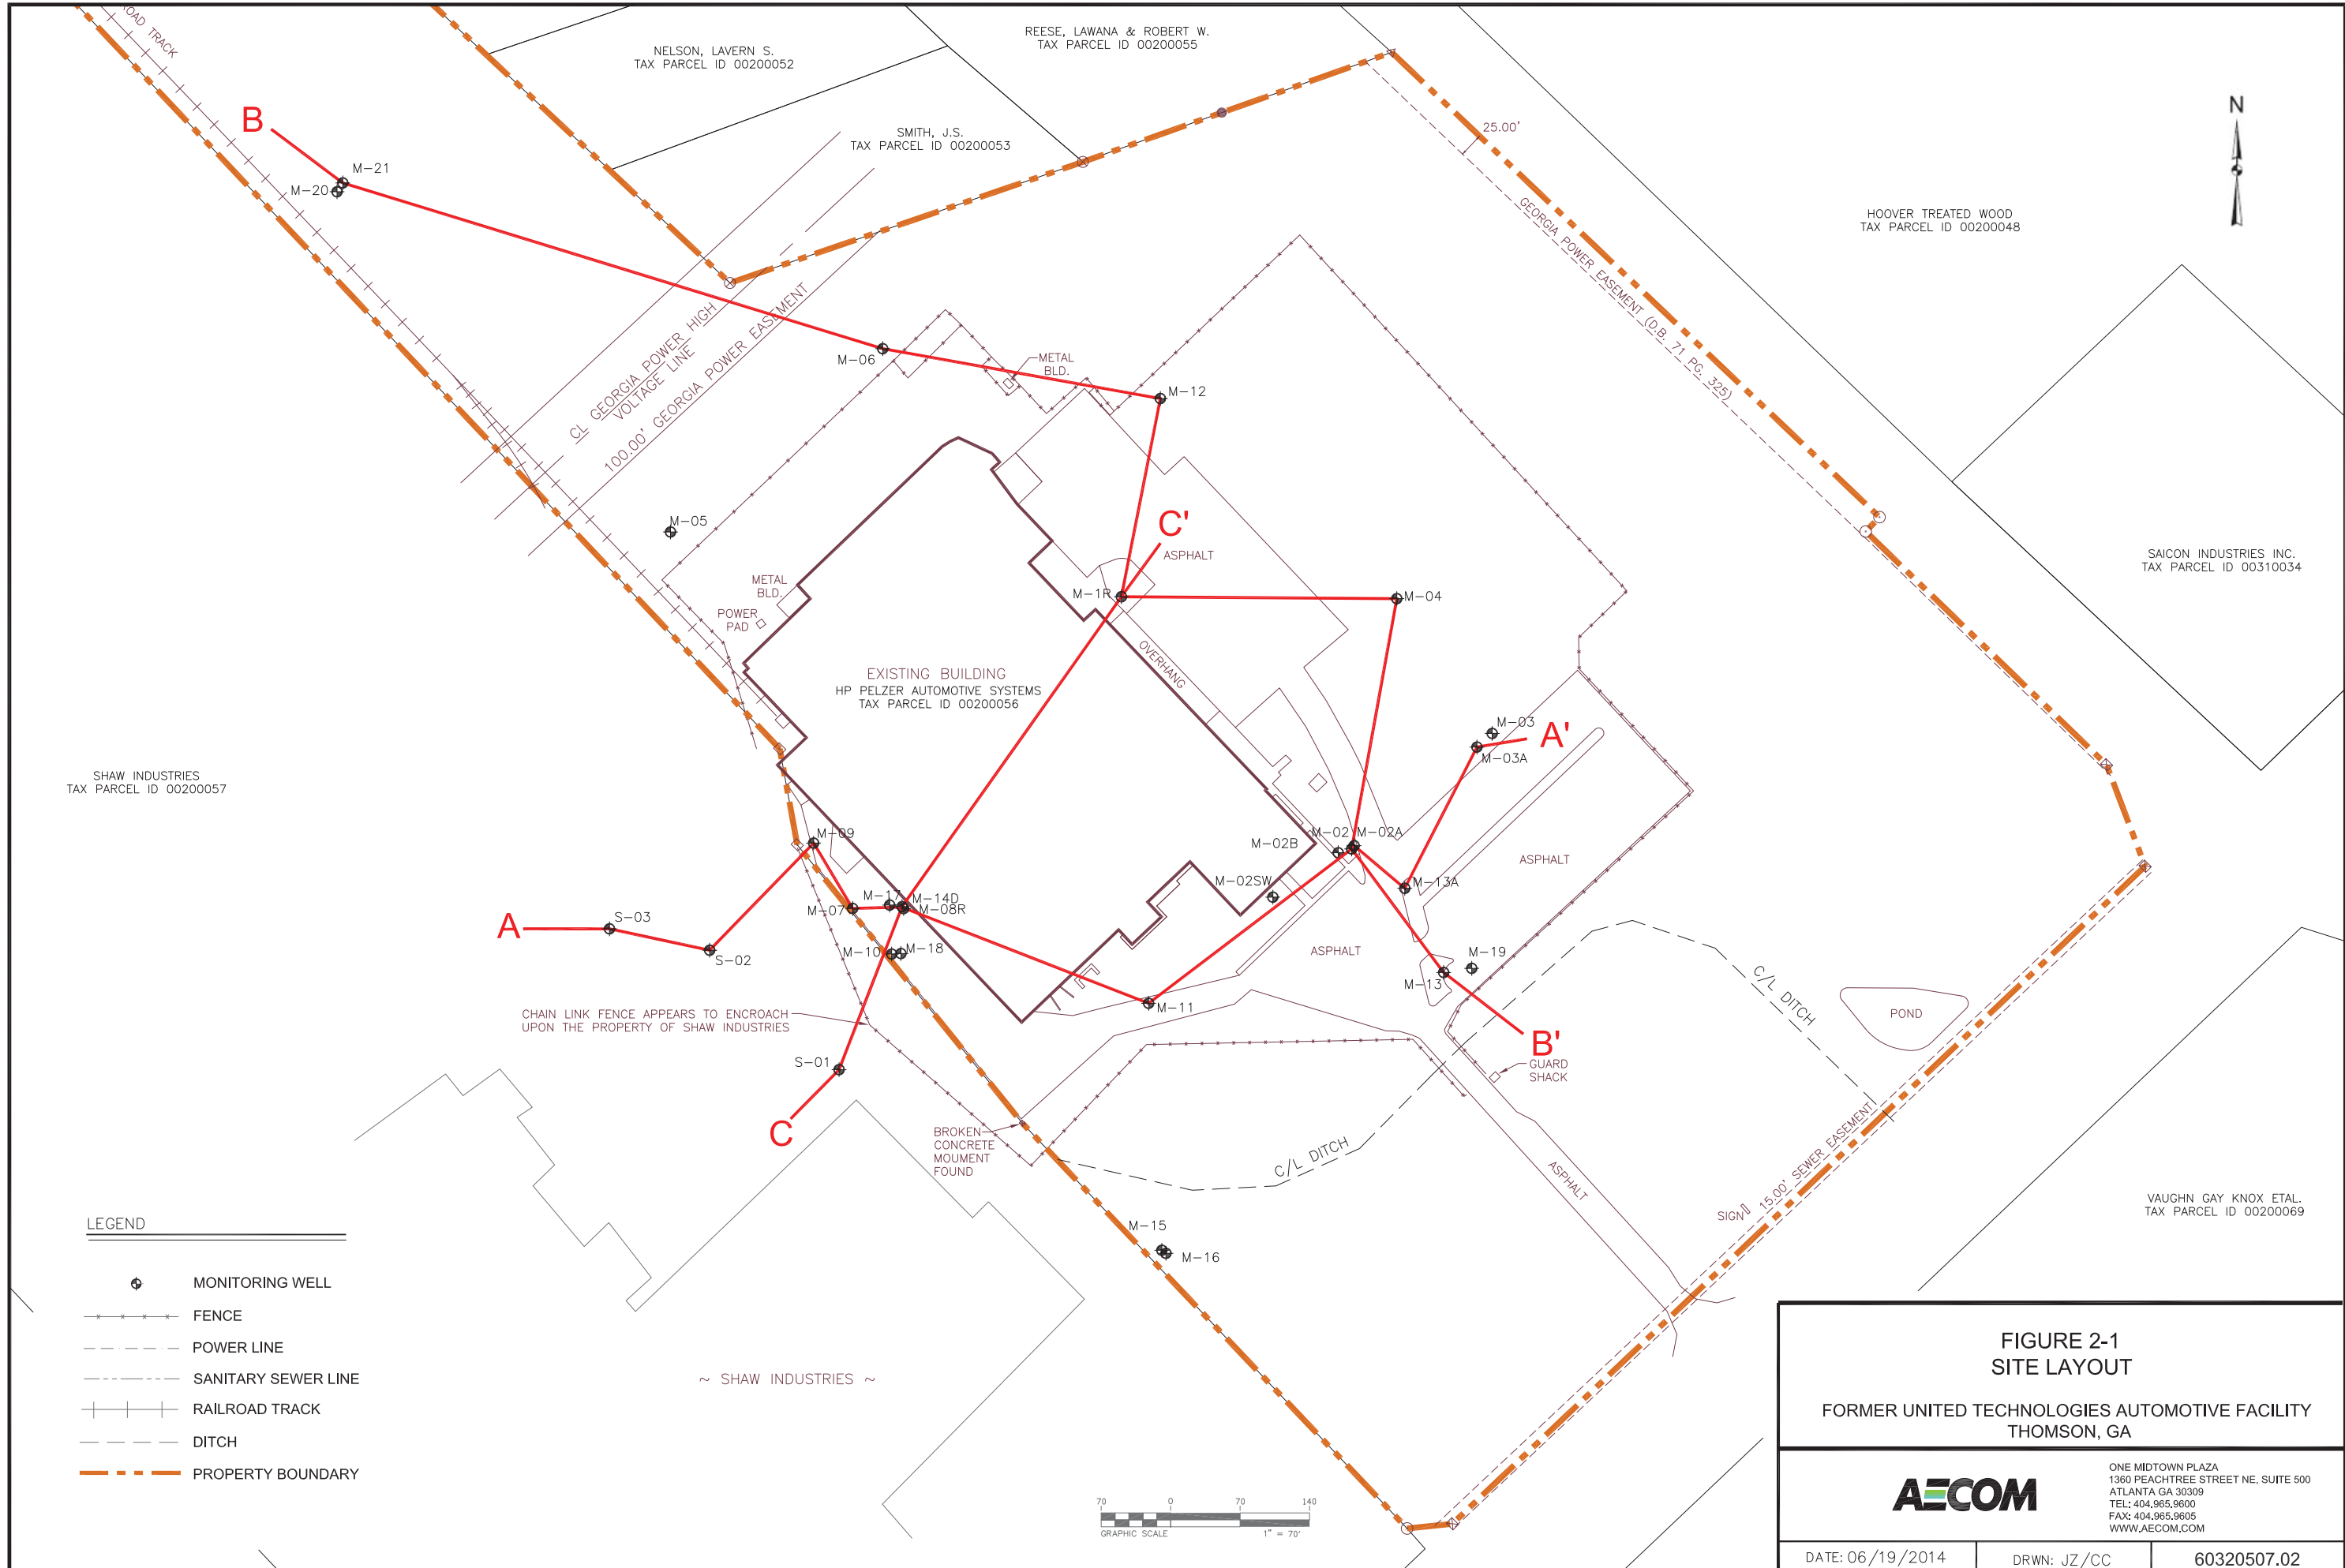 ROAD TRACK
NELSON, LAVERN S.
TAX PARCEL ID 00200052
REESE, LAWANA & ROBERT W.
TAX PARCEL ID 00200055
SMITH, J.S.
TAX PARCEL ID 00200053
25.00'
N
B
M-21
M-20
HOOVER TREATED WOOD
TAX PARCEL ID 00200048
GEORGIA POWER EASEMENT (D.B. 71 PG. 325)
CL GEORGIA POWER HIGH
VOLTAGE LINE
100.00' GEORGIA POWER EASEMENT
M-06
METAL
BLD.
M-12
M-05
C'
ASPHALT
SAICON INDUSTRIES INC.
TAX PARCEL ID 00310034
METAL
BLD.
POWER
PAD
M-1R
M-04
OVERHANG
EXISTING BUILDING
HP PELZER AUTOMOTIVE SYSTEMS
TAX PARCEL ID 00200056
M-03
A'
M-03A
SHAW INDUSTRIES
TAX PARCEL ID 00200057
M-09
M-02
M-02A
M-02B
ASPHALT
M-02SW
M-13A
M-17
M-14D
M-07
M-08R
A
S-03
S-02
M-10
M-18
ASPHALT
M-19
M-13
C/L DITCH
POND
M-11
CHAIN LINK FENCE APPEARS TO ENCROACH
UPON THE PROPERTY OF SHAW INDUSTRIES
B'
GUARD
SHACK
S-01
C
BROKEN
CONCRETE
MOUMENT
FOUND
C/L DITCH
ASPHALT
SIGN
15.00' SEWER EASEMENT
VAUGHN GAY KNOX ETAL.
TAX PARCEL ID 00200069
M-15
M-16
LEGEND
MONITORING WELL
FENCE
POWER LINE
SANITARY SEWER LINE
RAILROAD TRACK
DITCH
PROPERTY BOUNDARY
~ SHAW INDUSTRIES ~
70 0 70 140
GRAPHIC SCALE 1" = 70'
FIGURE 2-1
SITE LAYOUT
FORMER UNITED TECHNOLOGIES AUTOMOTIVE FACILITY
THOMSON, GA
AECOM
ONE MIDTOWN PLAZA
1360 PEACHTREE STREET NE, SUITE 500
ATLANTA GA 30309
TEL: 404.965.9600
FAX: 404.965.9605
WWW.AECOM.COM
DATE: 06/19/2014 DRWN: JZ/CC 60320507.02